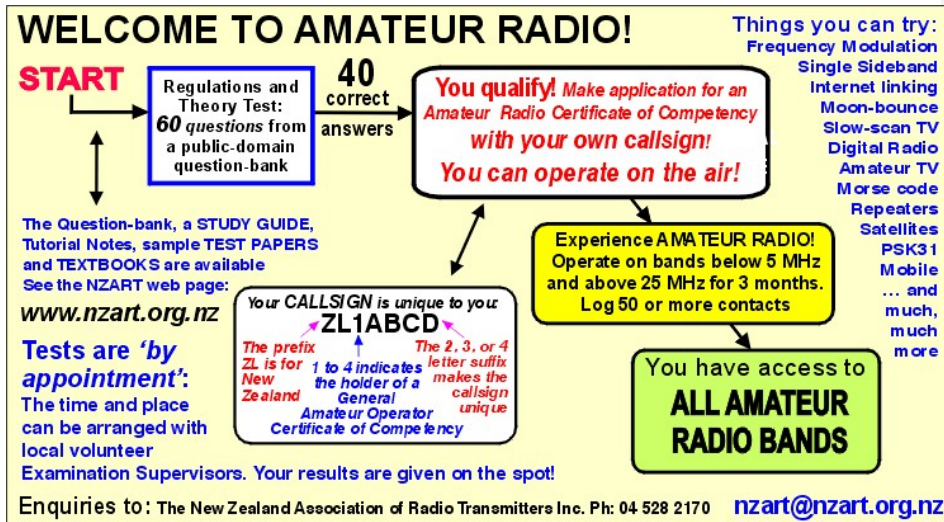 WELCOME TO AMATEUR RADIO!
START
Regulations and
Theory Test:
60 questions from
a public-domain
question-bank
40
correct
answers
You qualify! Make application for an
Amateur Radio Certificate of Competency
with your own callsign!
You can operate on the air!
Things you can try:
Frequency Modulation
Single Sideband
Internet linking
Moon-bounce
Slow-scan TV
Digital Radio
Amateur TV
Morse code
Repeaters
Satellites
PSK31
Mobile
... and
much,
much
more
The Question-bank, a STUDY GUIDE,
Tutorial Notes, sample TEST PAPERS
and TEXTBOOKS are available
See the NZART web page:
www.nzart.org.nz
Experience AMATEUR RADIO!
Operate on bands below 5 MHz
and above 25 MHz for 3 months.
Log 50 or more contacts
Your CALLSIGN is unique to you:
ZL1ABCD
The prefix
ZL is for
New
Zealand
1 to 4 indicates
the holder of a
General
Amateur Operator
Certificate of Competency
The 2, 3, or 4
letter suffix
makes the
callsign
unique
You have access to
ALL AMATEUR
RADIO BANDS
Tests are 'by
appointment':
The time and place
can be arranged with
local volunteer
Examination Supervisors. Your results are given on the spot!
Enquiries to: The New Zealand Association of Radio Transmitters Inc. Ph: 04 528 2170 nzart@nzart.org.nz